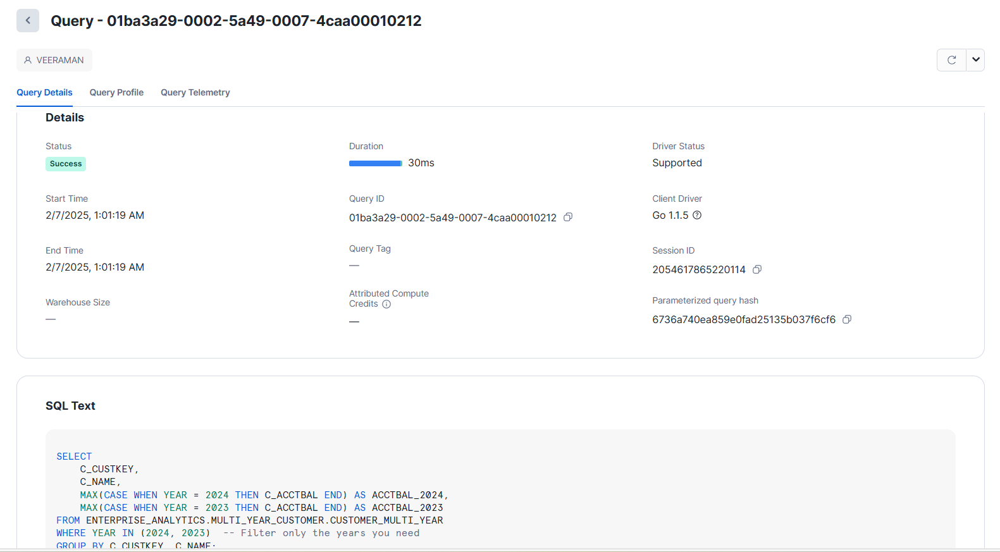 Query - 01ba3a29-0002-5a49-0007-4caa00010212
VEERAMAN
Query Details Query Profile Query Telemetry
Details
Status
Success
Duration
30ms
Driver Status
Supported
Start Time
2/7/2025, 1:01:19 AM
Query ID
01ba3a29-0002-5a49-0007-4caa00010212
Client Driver
Go 1.1.5
End Time
2/7/2025, 1:01:19 AM
Query Tag
—
Session ID
2054617865220114
Warehouse Size
—
Attributed Compute
Credits
—
Parameterized query hash
6736a740ea859e0fad25135b037f6cf6
SQL Text
SELECT
    C_CUSTKEY,
    C_NAME,
    MAX(CASE WHEN YEAR = 2024 THEN C_ACCTBAL END) AS ACCTBAL_2024,
    MAX(CASE WHEN YEAR = 2023 THEN C_ACCTBAL END) AS ACCTBAL_2023
FROM ENTERPRISE_ANALYTICS.MULTI_YEAR_CUSTOMER.CUSTOMER_MULTI_YEAR
WHERE YEAR IN (2024, 2023)  -- Filter only the years you need
GROUP BY C_CUSTKEY, C_NAME;